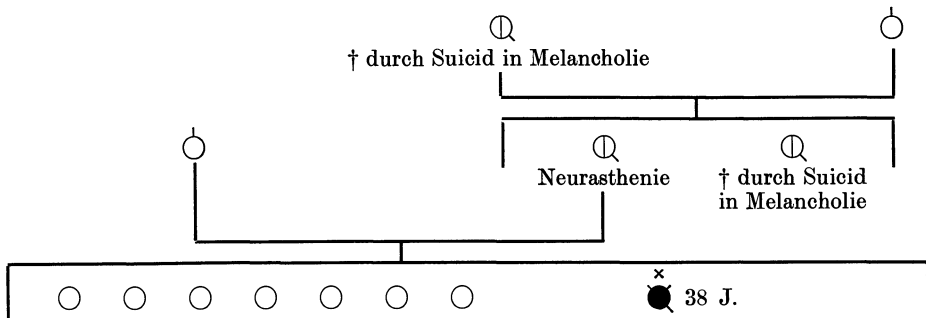 † durch Suicid in Melancholie
Neurasthenie
† durch Suicid
in Melancholie
× 
38 J.